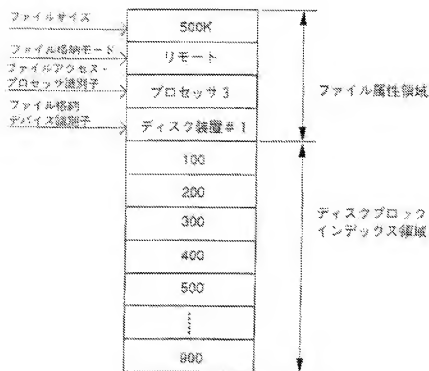 ファイルサイズ
500K
ファイル格納モード
リモート
ファイルアクセス・
プロセッサ識別子
プロセッサ3
ファイル格納
デバイス識別子
ディスク装置#1
ファイル属性領域
100
200
300
400
500
900
ディスクブロック
インデックス領域